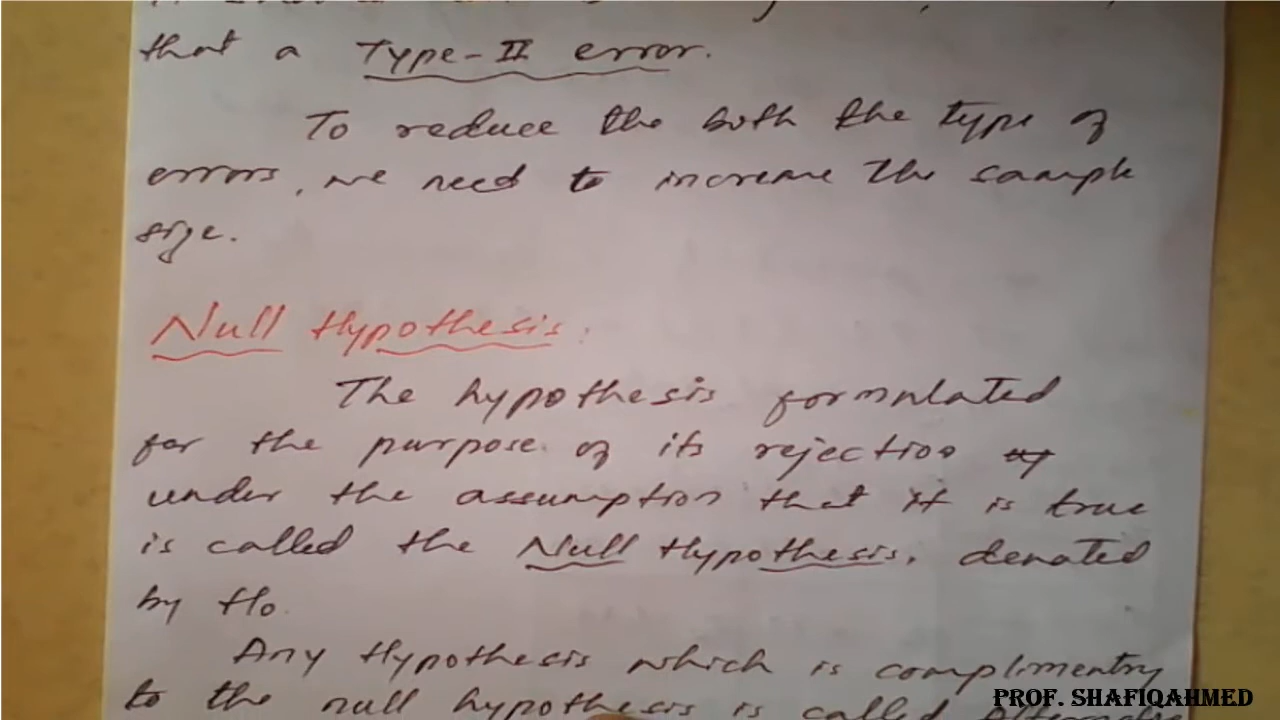 that a Type-II error.
To reduce the both the type of
errors, we need to increase the sample
size.
Null Hypothesis:
The hypothesis formulated
for the purpose of its rejection
under the assumption that it is true
is called the Null Hypothesis. denoted
by Ho.
Any Hypothesis which is complimentry
to the null hypothesis is called
PROF. SHAFIQAHMED